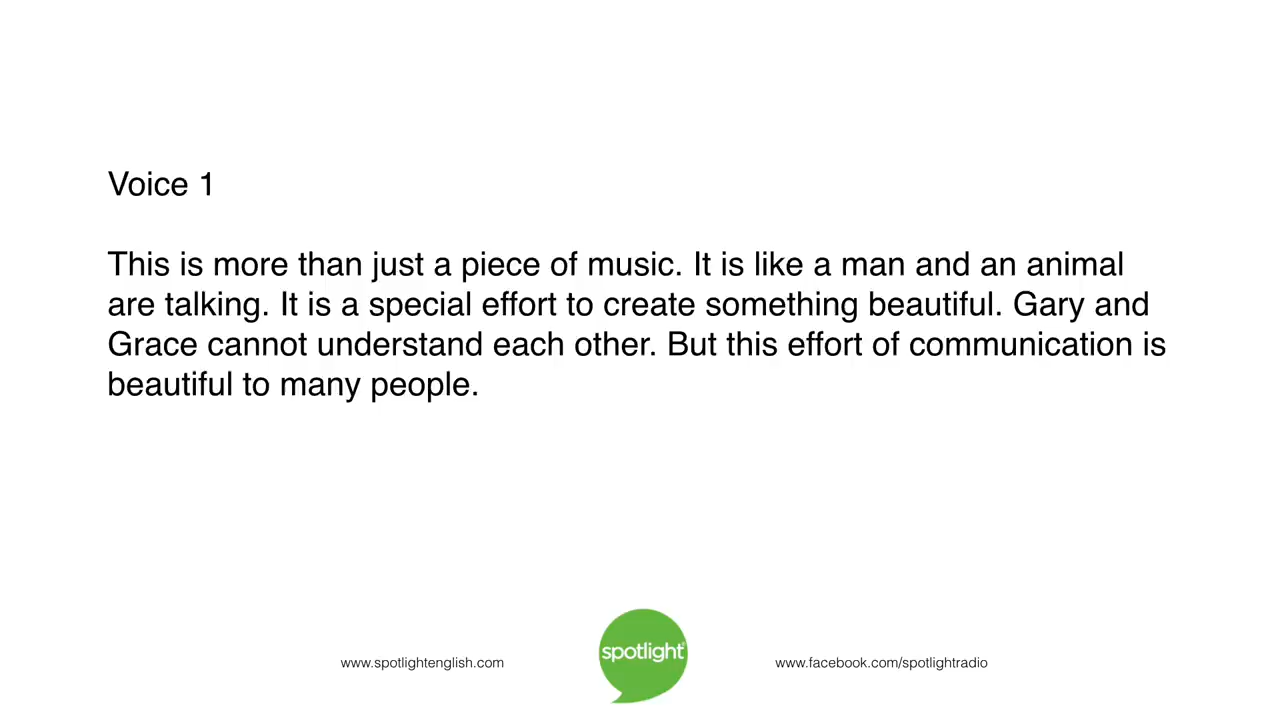 Voice 1
This is more than just a piece of music. It is like a man and an animal
are talking. It is a special effort to create something beautiful. Gary and
Grace cannot understand each other. But this effort of communication is
beautiful to many people.
www.spotlightenglish.com
spotlight
www.facebook.com/spotlightradio